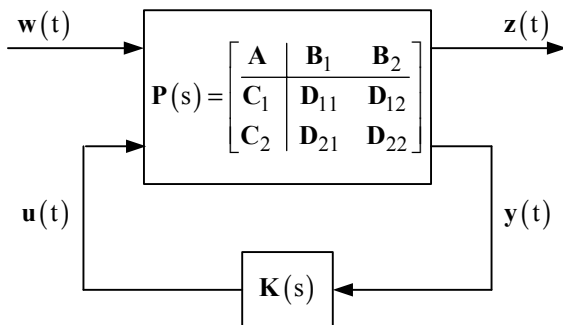 w(t) z(t)
A B₁ B₂
P(s) = C₁ D₁₁ D₁₂
C₂ D₂₁ D₂₂
u(t) y(t)
K(s)